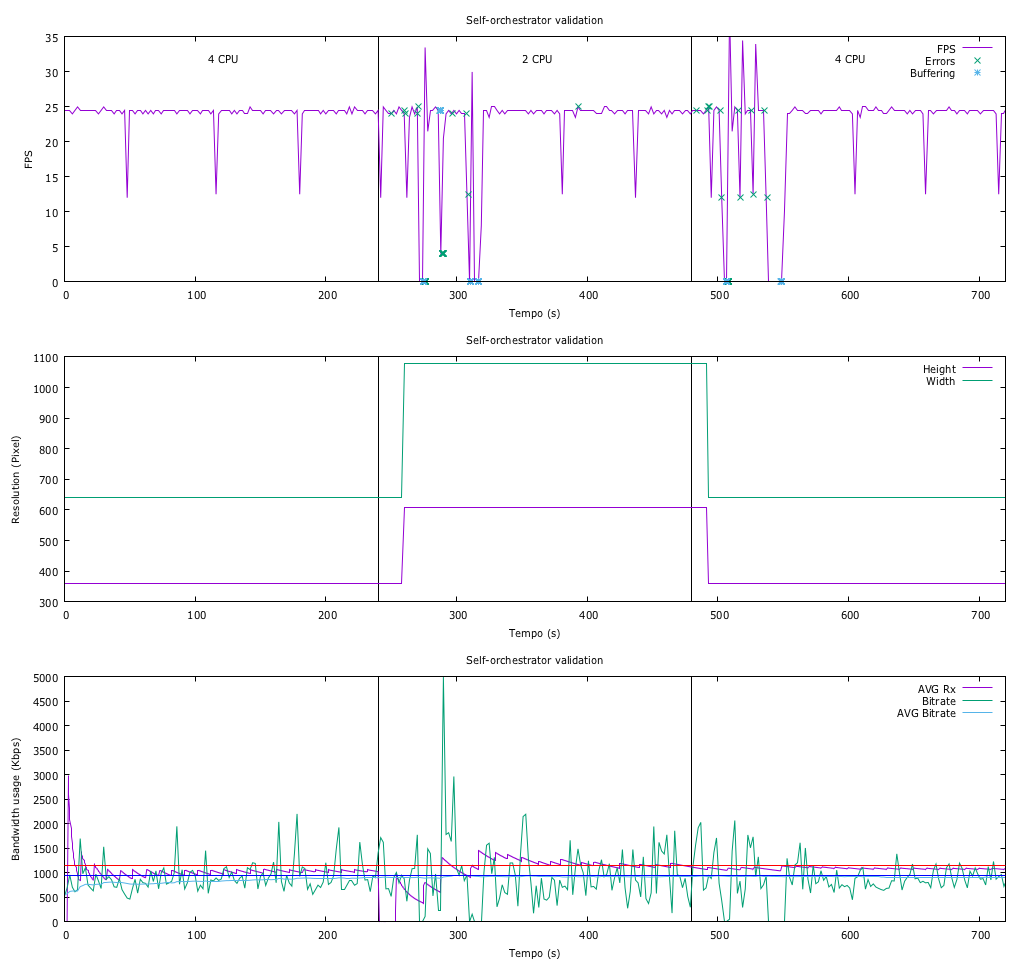 Self-orchestrator validation
35
4 CPU
2 CPU
4 CPU
FPS
Errors
Buffering
30
25
20
15
10
5
0
FPS
0
100
200
300
400
500
600
700
Tempo (s)
Self-orchestrator validation
1100
1000
900
800
700
600
500
400
300
Height
Width
Resolution (Pixel)
0
100
200
300
400
500
600
700
Tempo (s)
Self-orchestrator validation
5000
4500
4000
3500
3000
2500
2000
1500
1000
500
0
AVG Rx
Bitrate
AVG Bitrate
Bandwidth usage (Kbps)
0
100
200
300
400
500
600
700
Tempo (s)